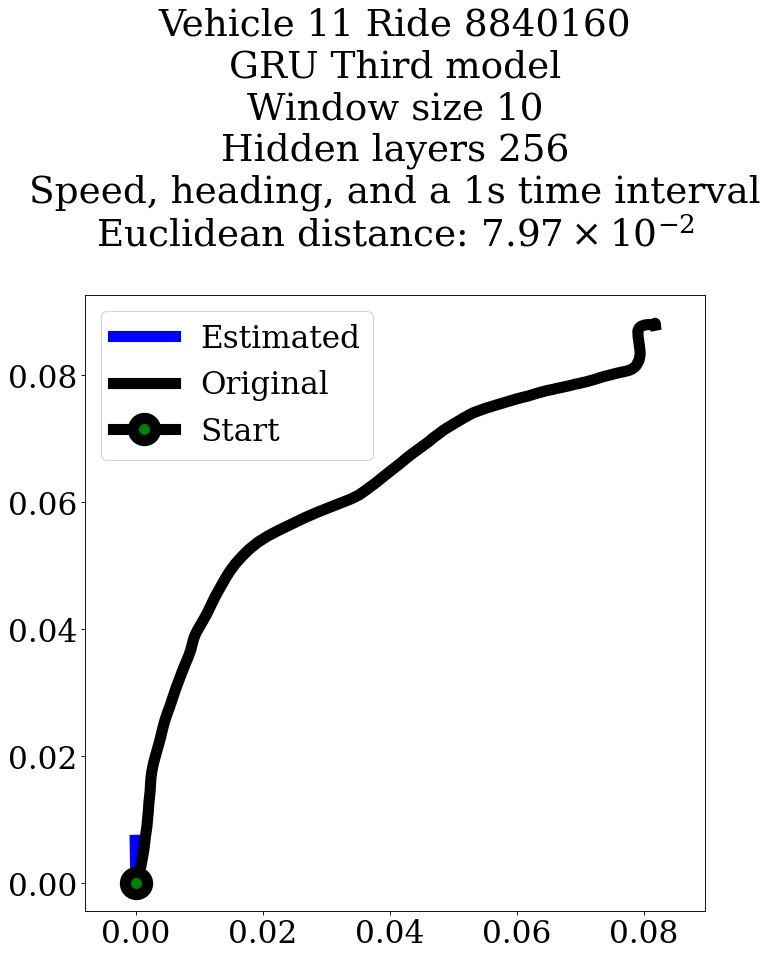 Vehicle 11 Ride 8840160
GRU Third model
Window size 10
Hidden layers 256
Speed, heading, and a 1s time interval
Euclidean distance: 7.97 × 10⁻²
Estimated
Original
Start
0.08
0.06
0.04
0.02
0.00
0.00 0.02 0.04 0.06 0.08